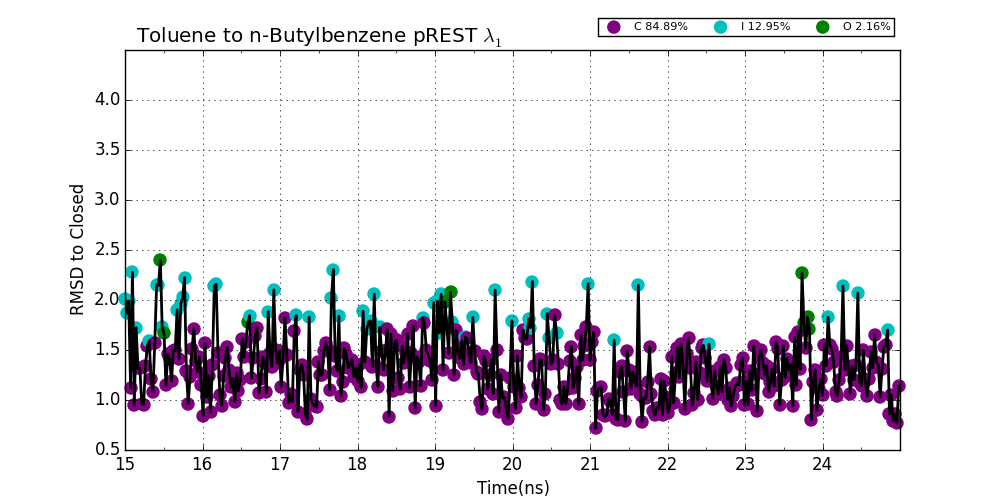 Toluene to n-Butylbenzene pREST λ₁
C 84.89% I 12.95% O 2.16%
4.0
3.5
3.0
2.5
2.0
1.5
1.0
0.5
RMSD to Closed
15 16 17 18 19 20 21 22 23 24
Time(ns)